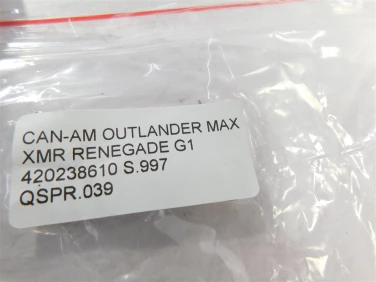 CAN-AM OUTLANDER MAX
XMR RENEGADE G1
420238610 S.997
QSPR.039